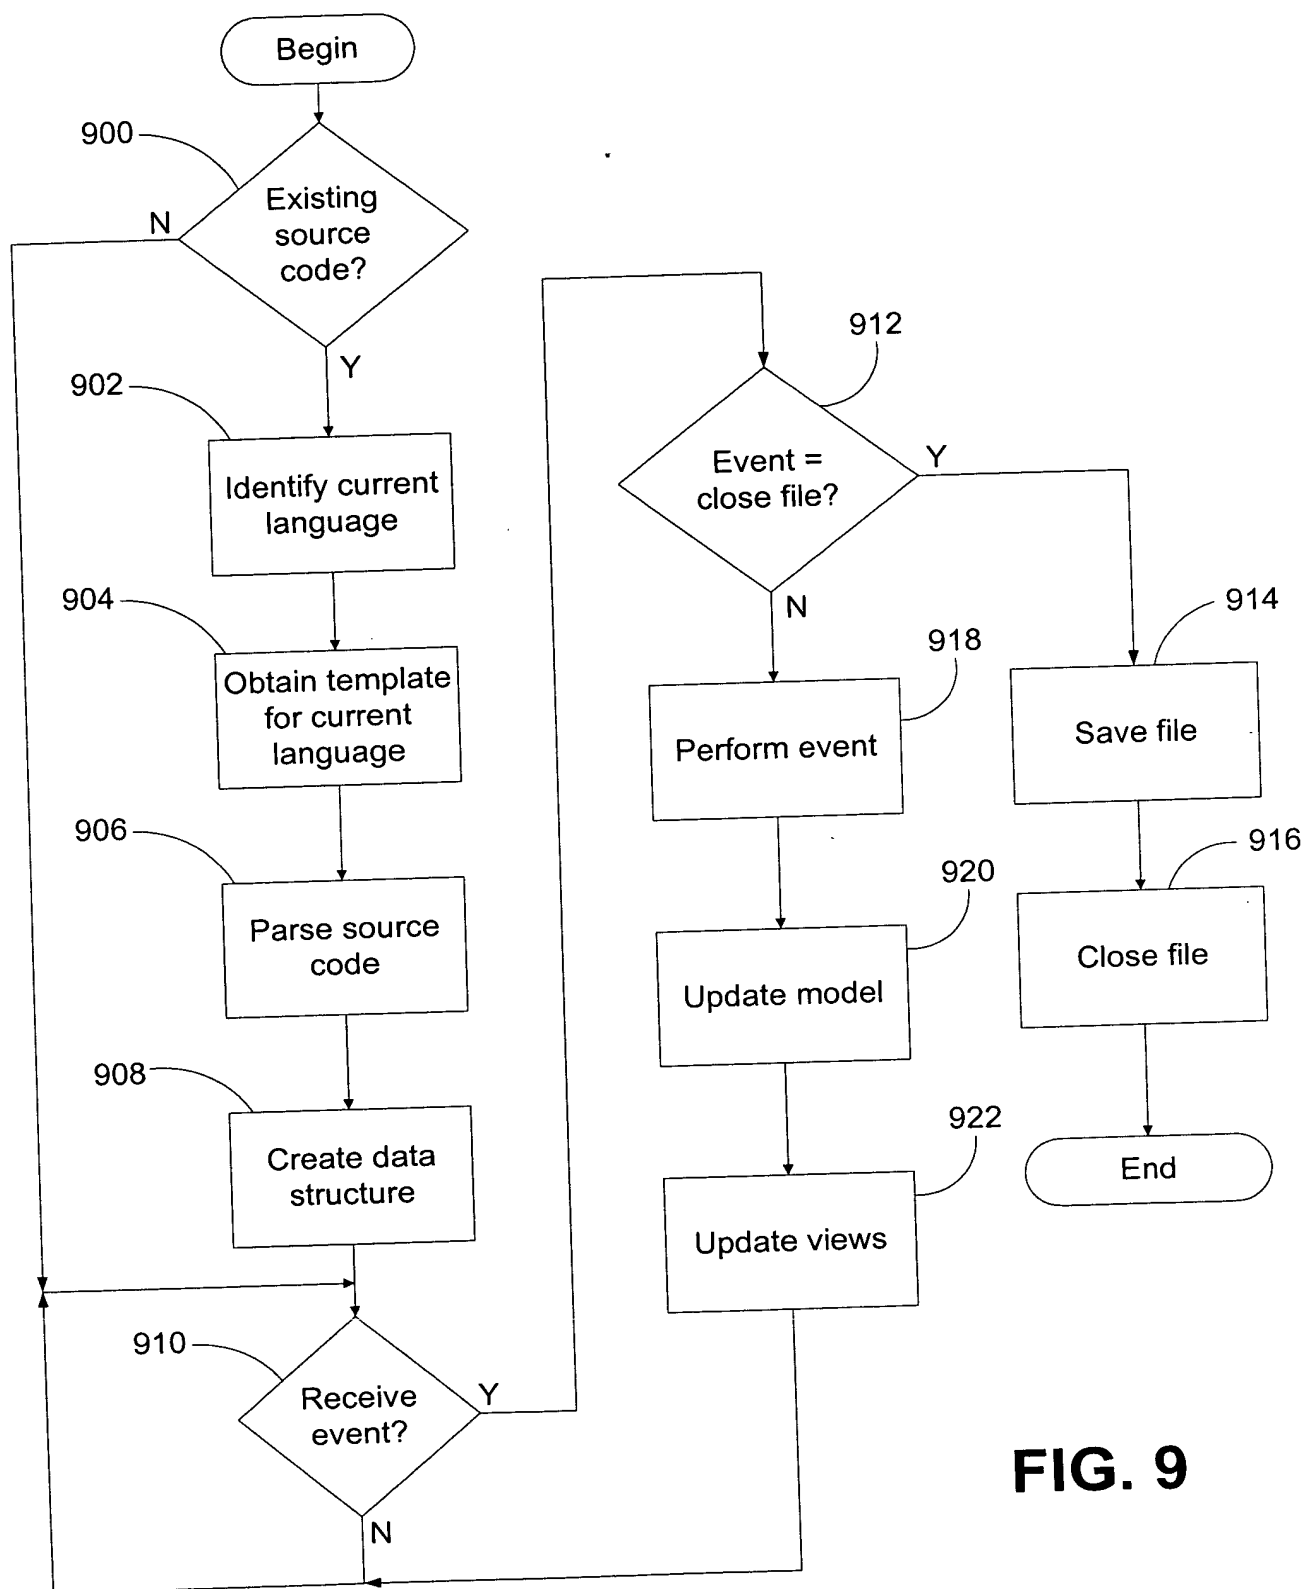 Begin
900
Existing
source
code?
N
Y
902
Identify current
language
904
Obtain template
for current
language
906
Parse source
code
908
Create data
structure
910
Receive
event?
Y
N
912
Event =
close file?
Y
N
914
Save file
916
Close file
End
918
Perform event
920
Update model
922
Update views
FIG. 9